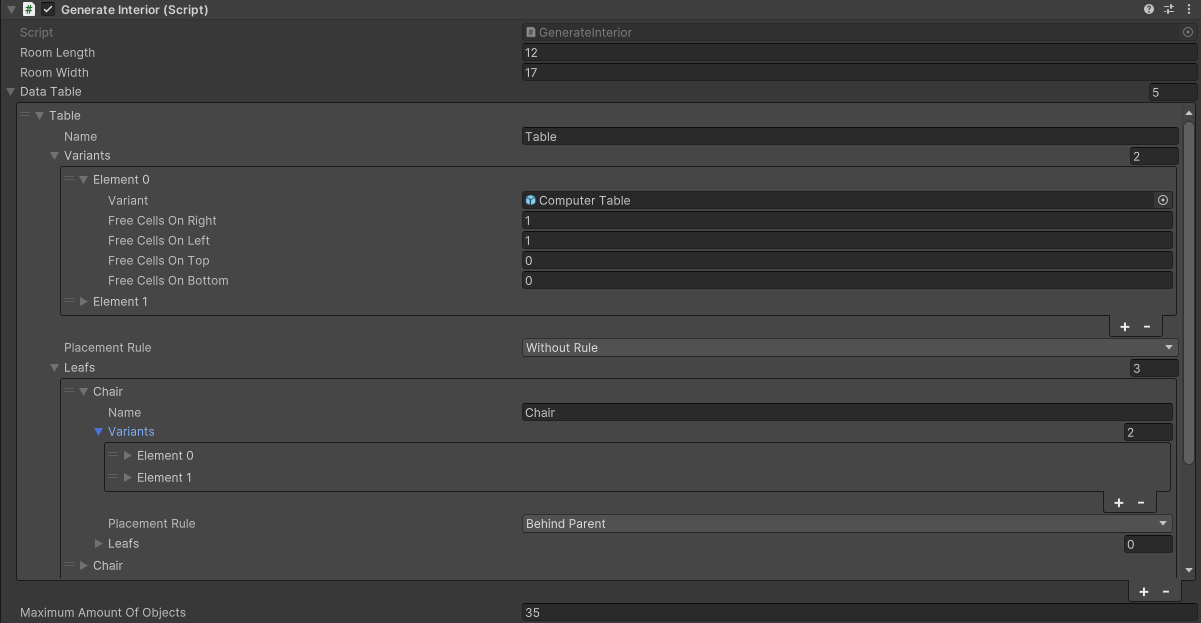 Generate Interior (Script)
Script GenerateInterior
Room Length 12
Room Width 17
Data Table 5
Table
Name Table
Variants 2
Element 0
Variant Computer Table
Free Cells On Right 1
Free Cells On Left 1
Free Cells On Top 0
Free Cells On Bottom 0
Element 1
+ -
Placement Rule Without Rule
Leafs 3
Chair
Name Chair
Variants 2
Element 0
Element 1
+ -
Placement Rule Behind Parent
Leafs 0
Chair
+ -
Maximum Amount Of Objects 35